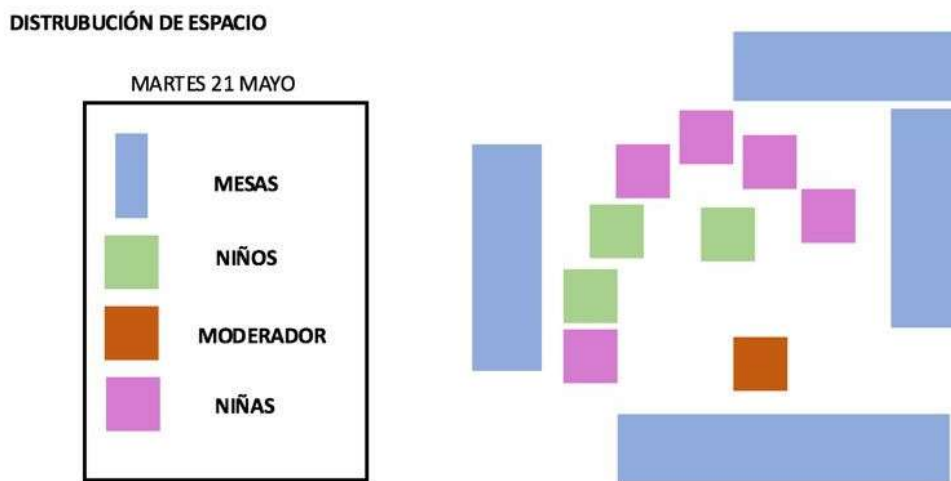 DISTRUBUCIÓN DE ESPACIO
MARTES 21 MAYO
MESAS
NIÑOS
MODERADOR
NIÑAS